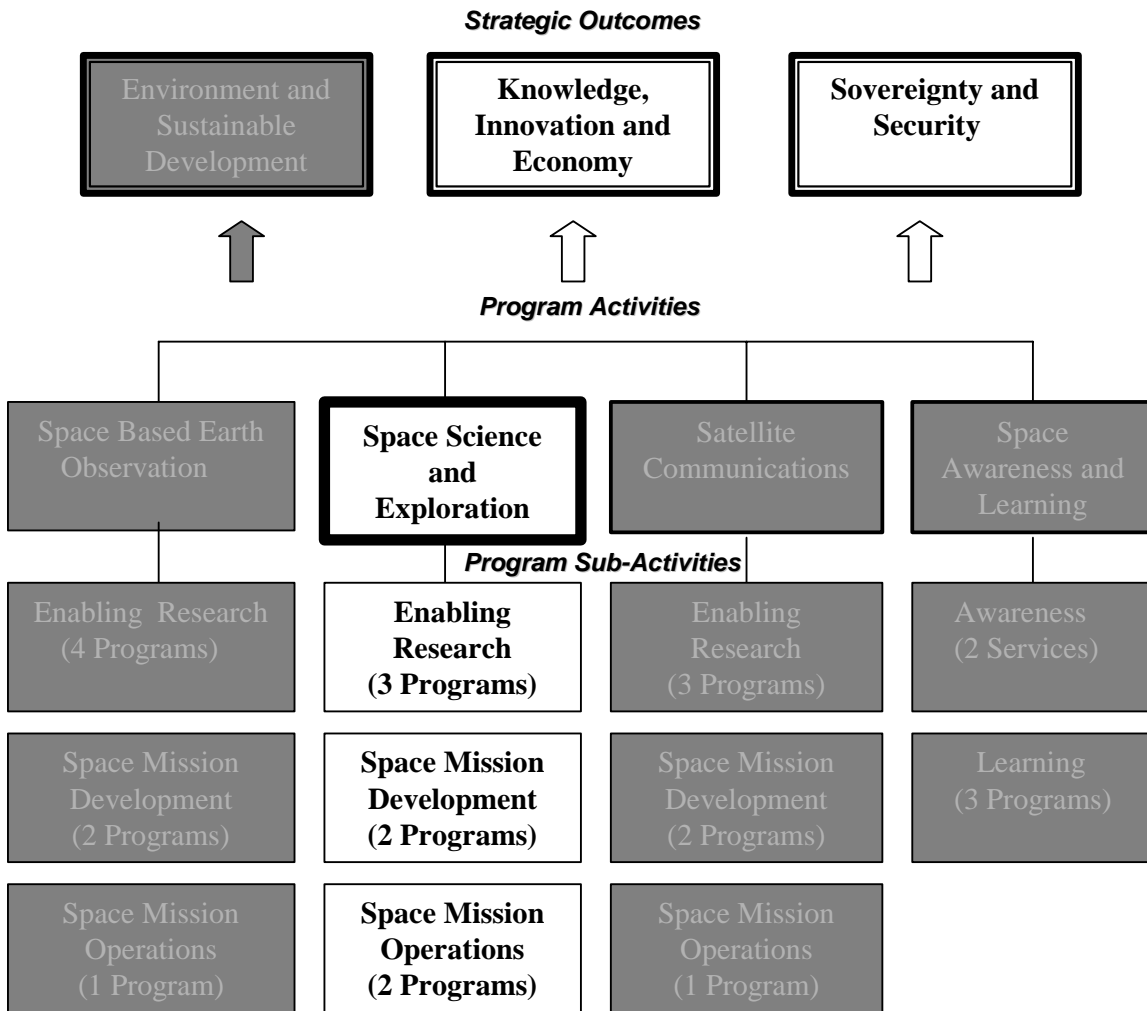 Strategic Outcomes
Environment and
Sustainable
Development
Knowledge,
Innovation and
Economy
Sovereignty and
Security
Program Activities
Space Based Earth
Observation
Space Science
and
Exploration
Satellite
Communications
Space
Awareness and
Learning
Program Sub-Activities
Enabling Research
(4 Programs)
Enabling
Research
(3 Programs)
Enabling
Research
(3 Programs)
Awareness
(2 Services)
Space Mission
Development
(2 Programs)
Space Mission
Development
(2 Programs)
Space Mission
Development
(2 Programs)
Learning
(3 Programs)
Space Mission
Operations
(1 Program)
Space Mission
Operations
(2 Programs)
Space Mission
Operations
(1 Program)